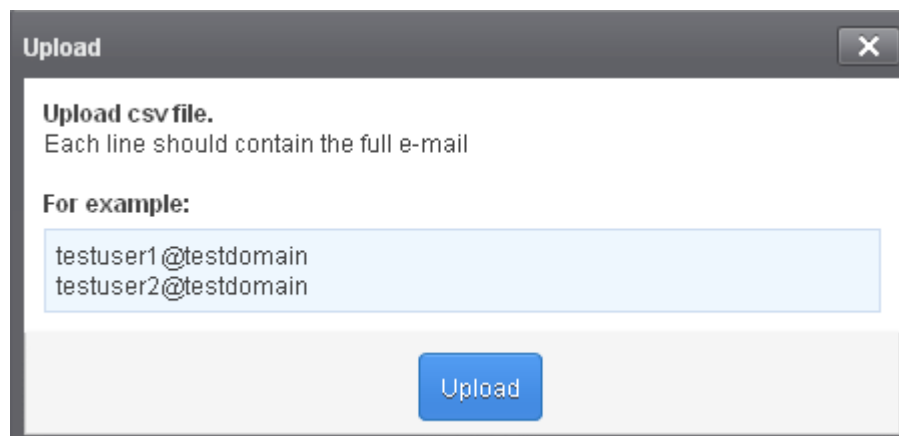 Upload
Upload csv file.
Each line should contain the full e-mail
For example:
testuser1@testdomain
testuser2@testdomain
Upload